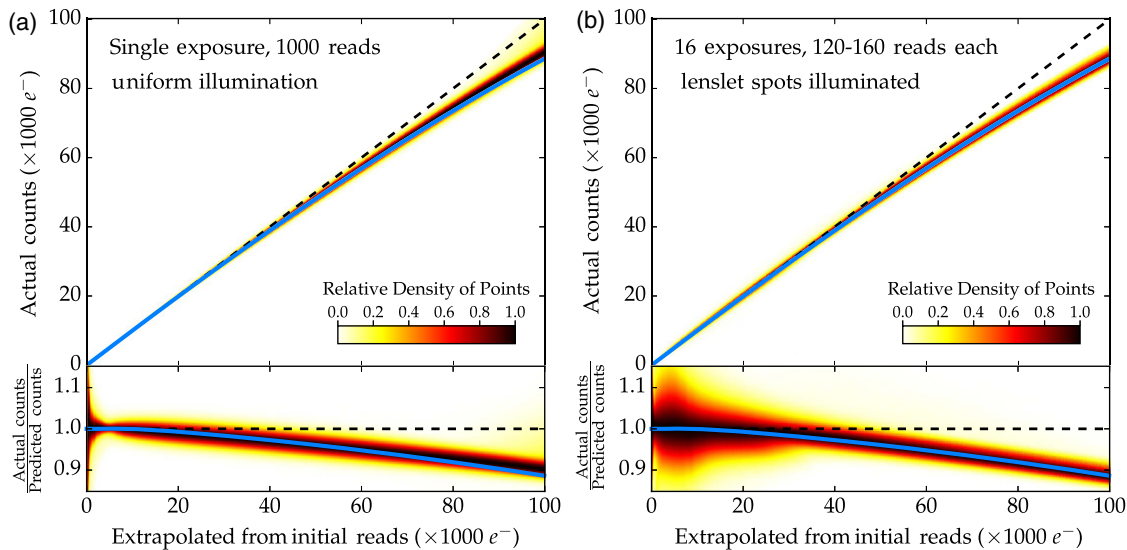 (a)
Single exposure, 1000 reads
uniform illumination
Actual counts (×1000 e⁻)
100
80
60
40
20
0
Relative Density of Points
0.0 0.2 0.4 0.6 0.8 1.0
Actual counts
Predicted counts
1.1
1.0
0.9
0 20 40 60 80 100
Extrapolated from initial reads (×1000 e⁻)
(b)
16 exposures, 120-160 reads each
lenslet spots illuminated
Actual counts (×1000 e⁻)
100
80
60
40
20
0
Relative Density of Points
0.0 0.2 0.4 0.6 0.8 1.0
Actual counts
Predicted counts
1.1
1.0
0.9
0 20 40 60 80 100
Extrapolated from initial reads (×1000 e⁻)